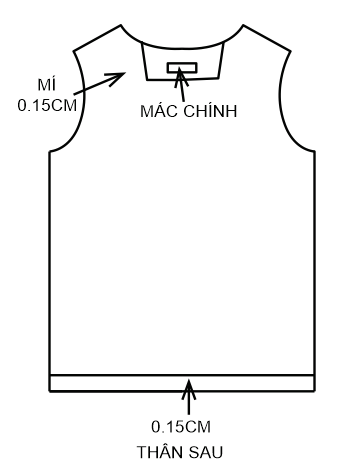 MÍ
0.15CM
MÁC CHÍNH
0.15CM
THÂN SAU